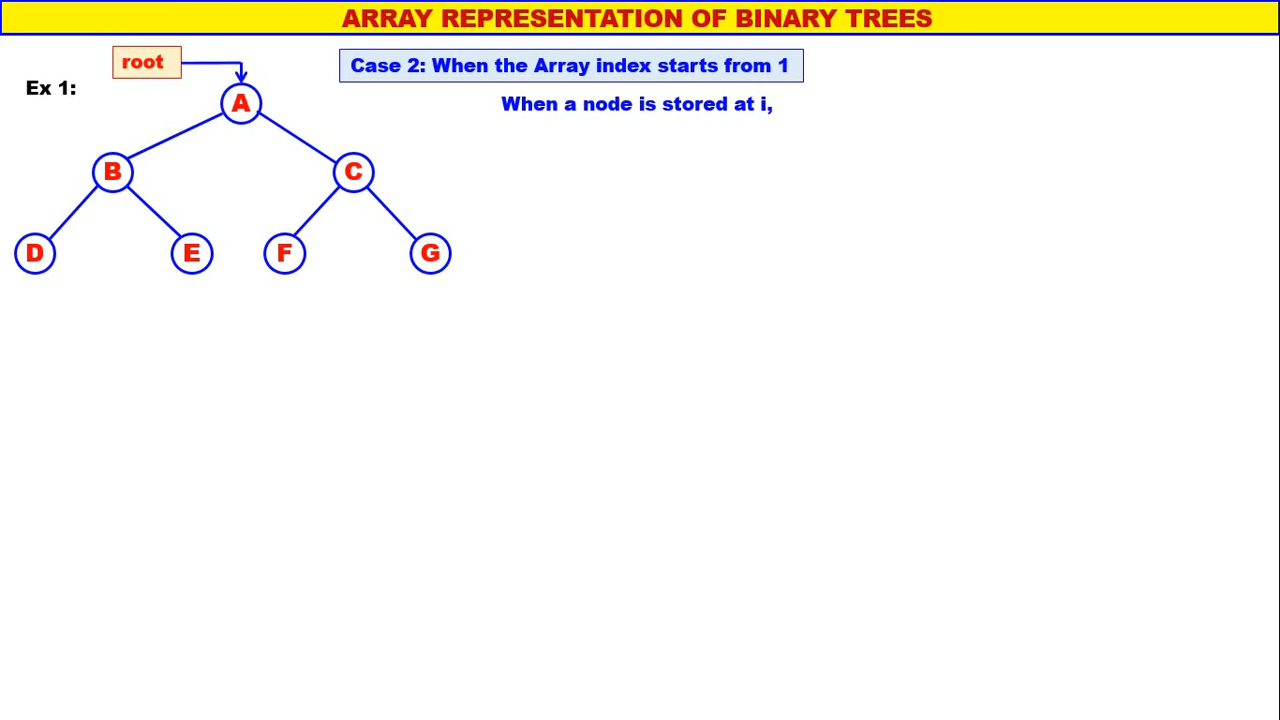 ARRAY REPRESENTATION OF BINARY TREES
root
Case 2: When the Array index starts from 1
Ex 1:
When a node is stored at i,
A
B
C
D
E
F
G